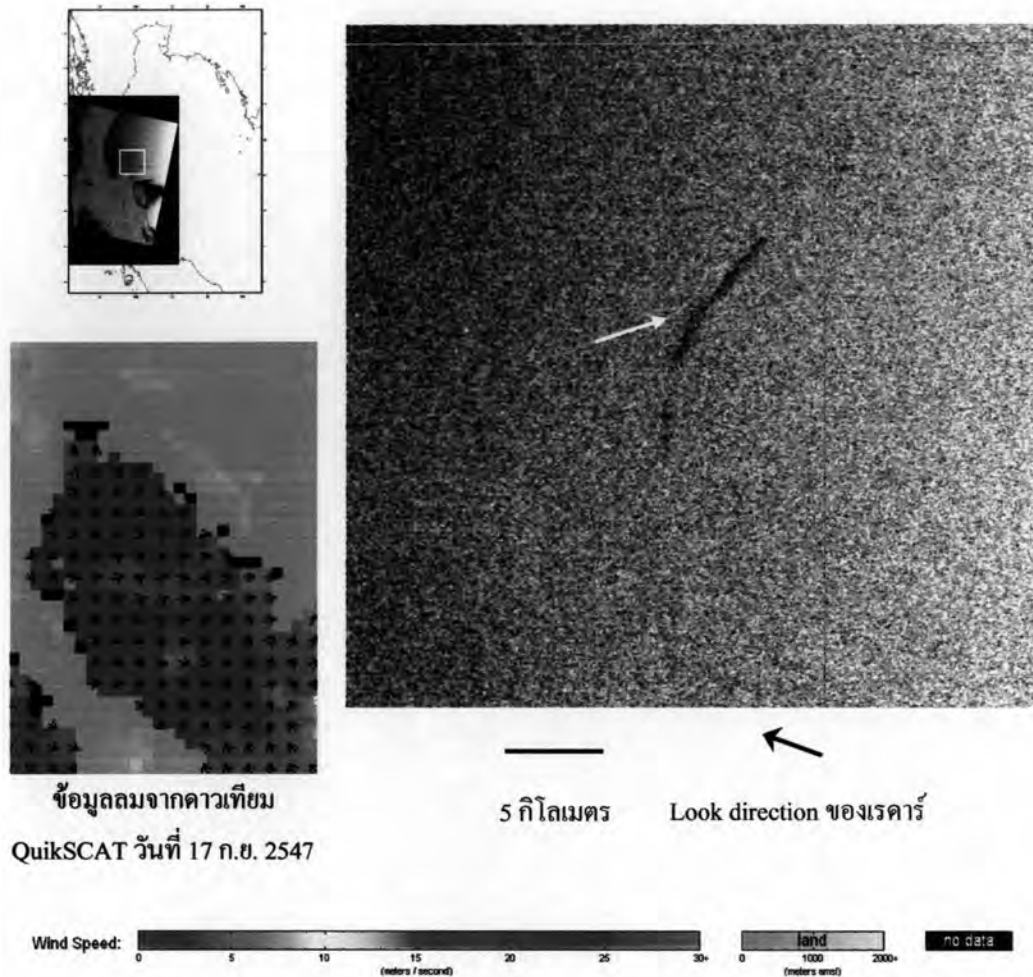 ข้อมูลลมจากดาวเทียม
QuikSCAT วันที่ 17 ก.ย. 2547
5 กิโลเมตร
Look direction ของเรดาร์
Wind Speed:
0 5 10 15 20 30+
(meters / second)
land
0 1000 2000+
(meters amsl)
no data